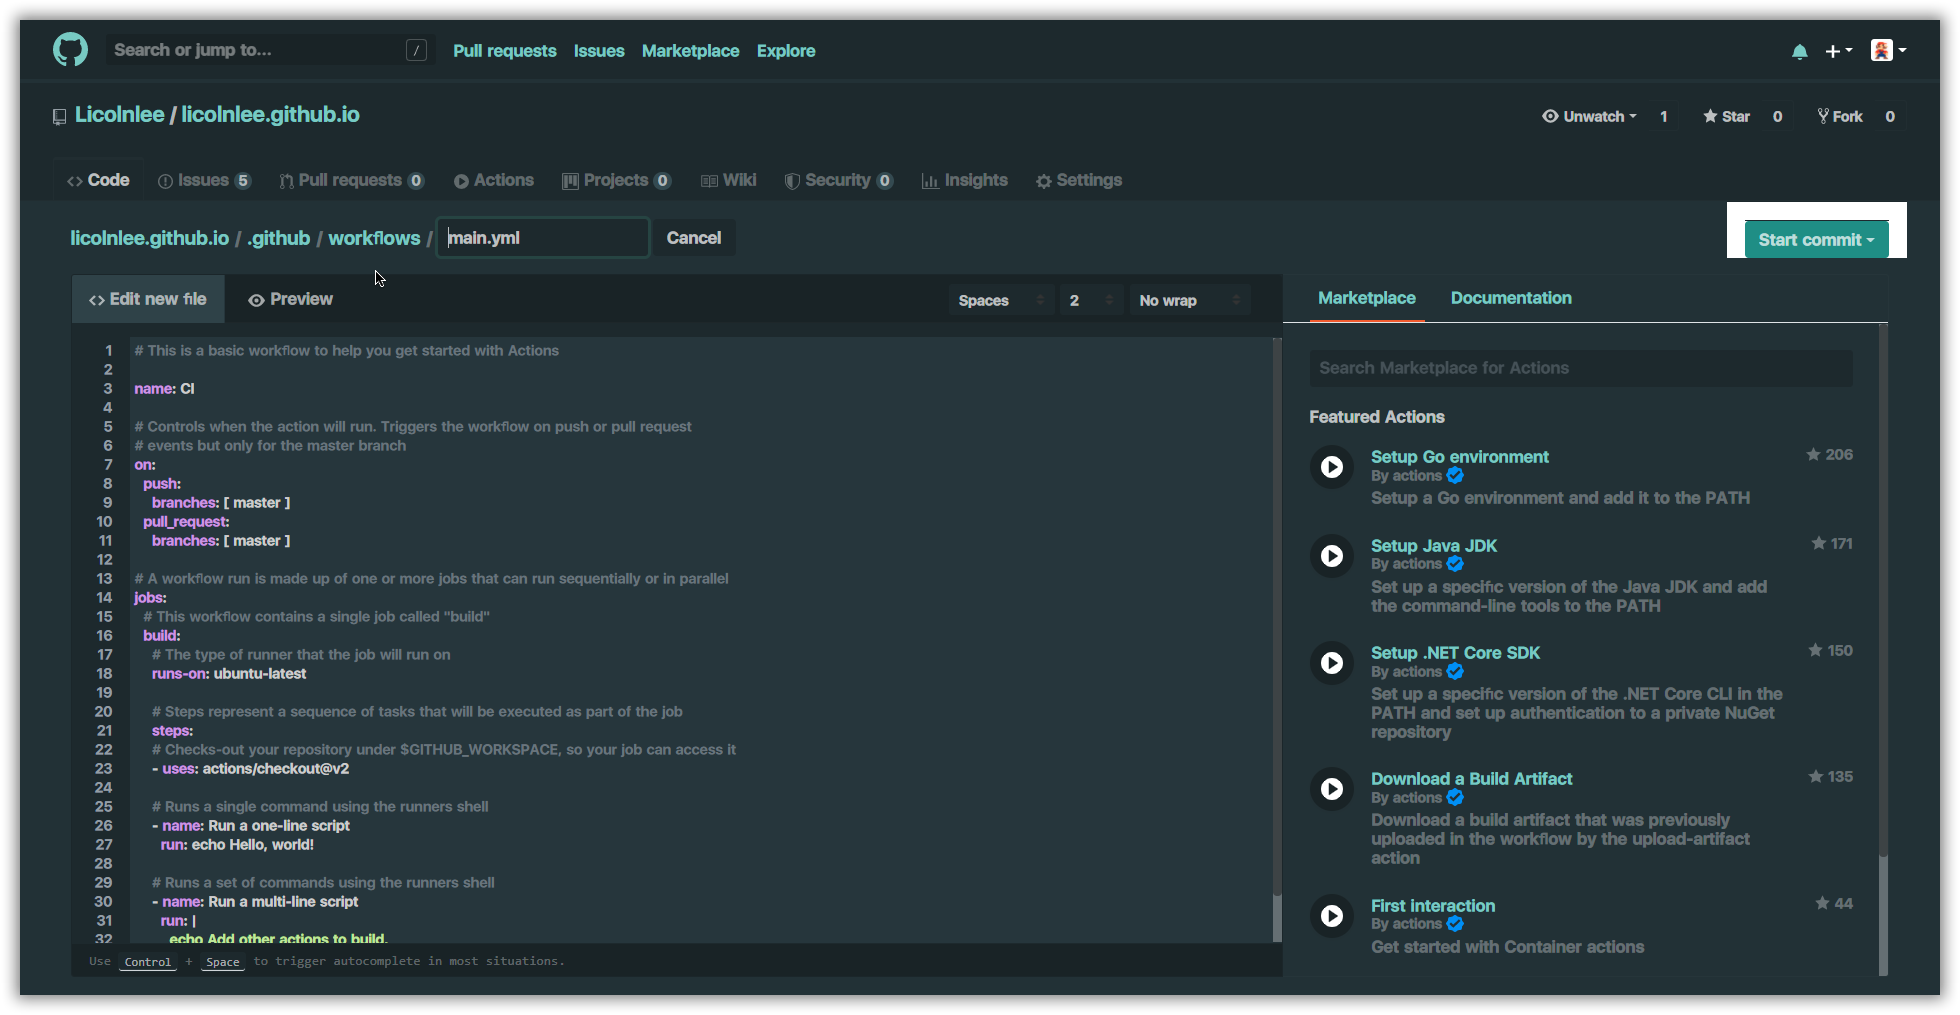 Search or jump to... /
Pull requests Issues Marketplace Explore
Licolnlee / licolnlee.github.io
Unwatch 1 Star 0 Fork 0
<> Code Issues 5 Pull requests 0 Actions Projects 0 Wiki Security 0 Insights Settings
licolnlee.github.io / .github / workflows / main.yml Cancel
Start commit
<> Edit new file Preview
Spaces 2 No wrap
1 # This is a basic workflow to help you get started with Actions
2
3 name: CI
4
5 # Controls when the action will run. Triggers the workflow on push or pull request
6 # events but only for the master branch
7 on:
8 push:
9 branches: [ master ]
10 pull_request:
11 branches: [ master ]
12
13 # A workflow run is made up of one or more jobs that can run sequentially or in parallel
14 jobs:
15 # This workflow contains a single job called "build"
16 build:
17 # The type of runner that the job will run on
18 runs-on: ubuntu-latest
19
20 # Steps represent a sequence of tasks that will be executed as part of the job
21 steps:
22 # Checks-out your repository under $GITHUB_WORKSPACE, so your job can access it
23 - uses: actions/checkout@v2
24
25 # Runs a single command using the runners shell
26 - name: Run a one-line script
27 run: echo Hello, world!
28
29 # Runs a set of commands using the runners shell
30 - name: Run a multi-line script
31 run: |
32 echo Add other actions to build,
Use Control + Space to trigger autocomplete in most situations.
Marketplace Documentation
Search Marketplace for Actions
Featured Actions
Setup Go environment 206
By actions
Setup a Go environment and add it to the PATH
Setup Java JDK 171
By actions
Set up a specific version of the Java JDK and add
the command-line tools to the PATH
Setup .NET Core SDK 150
By actions
Set up a specific version of the .NET Core CLI in the
PATH and set up authentication to a private NuGet
repository
Download a Build Artifact 135
By actions
Download a build artifact that was previously
uploaded in the workflow by the upload-artifact
action
First interaction 44
By actions
Get started with Container actions